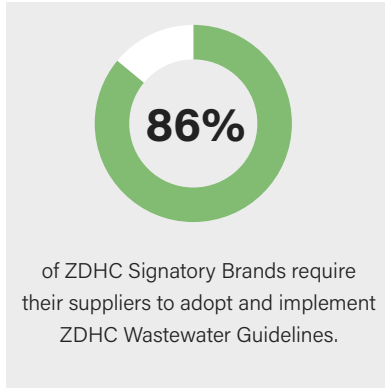 86%
of ZDHC Signatory Brands require
their suppliers to adopt and implement
ZDHC Wastewater Guidelines.